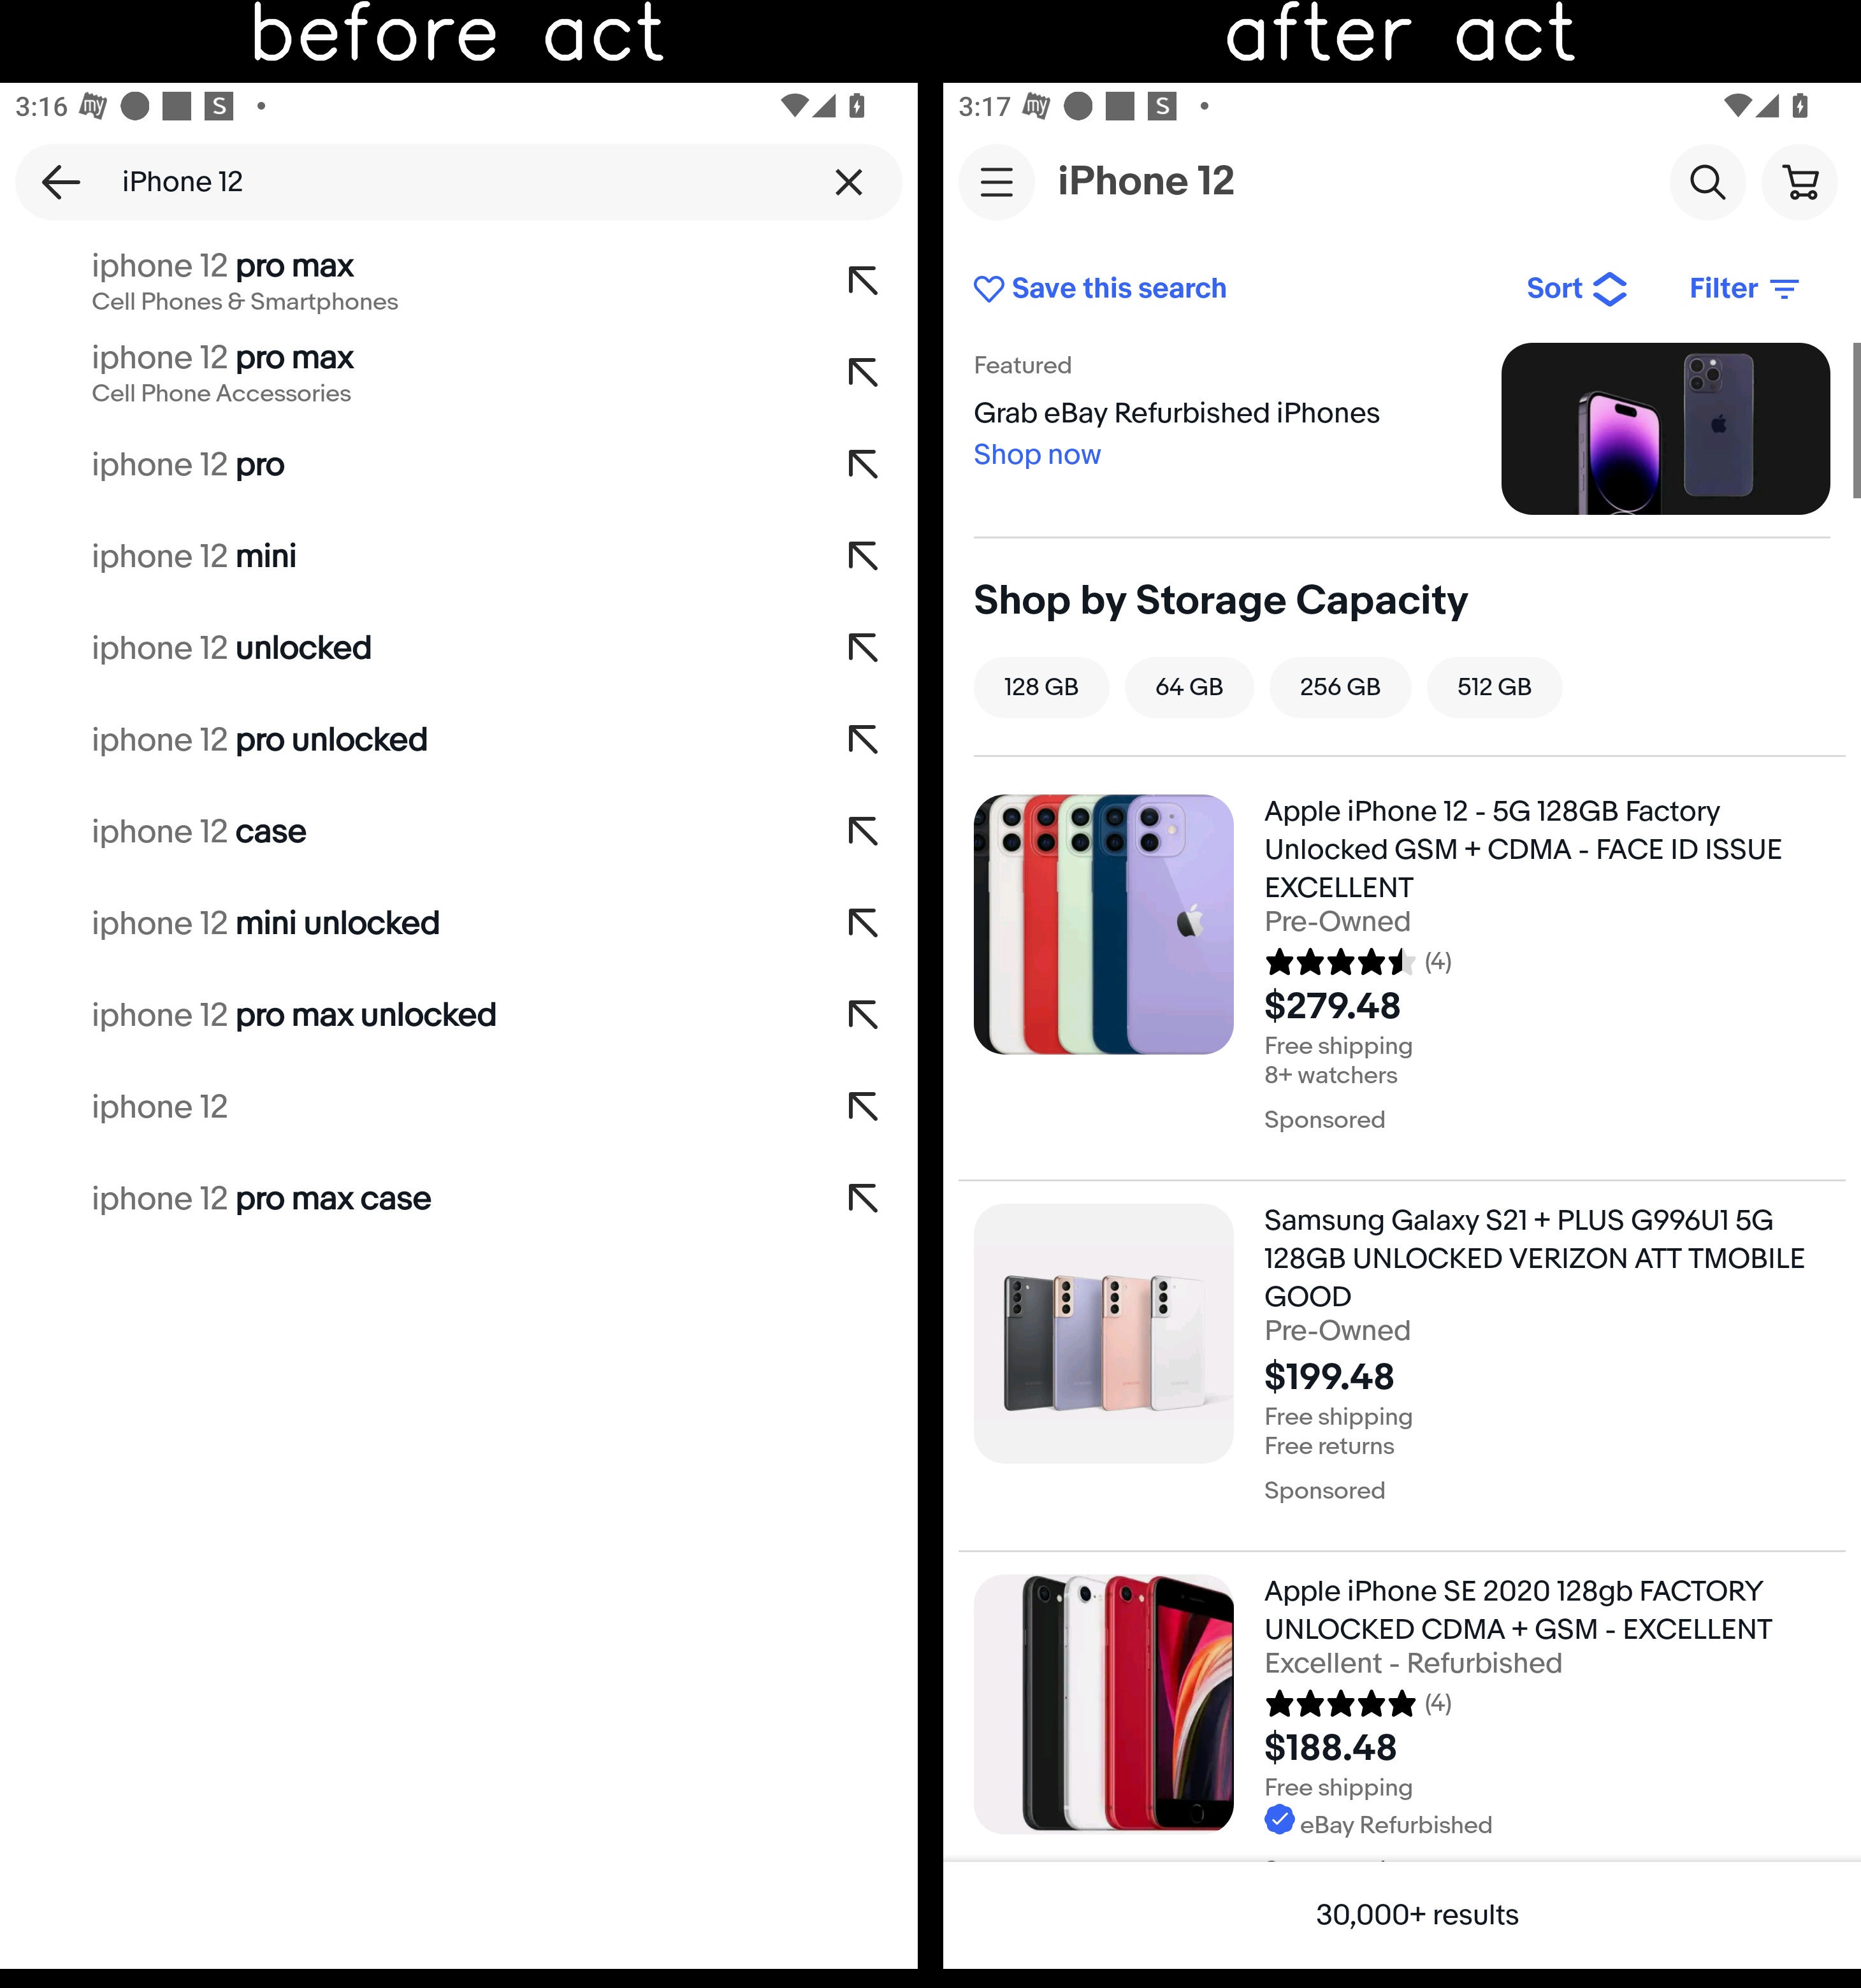 before act
after act
3:16
my
S
iPhone 12
iphone 12 pro max
Cell Phones & Smartphones
iphone 12 pro max
Cell Phone Accessories
iphone 12 pro
iphone 12 mini
iphone 12 unlocked
iphone 12 pro unlocked
iphone 12 case
iphone 12 mini unlocked
iphone 12 pro max unlocked
iphone 12
iphone 12 pro max case
3:17
my
S
iPhone 12
Save this search
Sort
Filter
Featured
Grab eBay Refurbished iPhones
Shop now
Shop by Storage Capacity
128 GB
64 GB
256 GB
512 GB
Apple iPhone 12 - 5G 128GB Factory
Unlocked GSM + CDMA - FACE ID ISSUE
EXCELLENT
Pre-Owned
(4)
$279.48
Free shipping
8+ watchers
Sponsored
Samsung Galaxy S21 + PLUS G996U1 5G
128GB UNLOCKED VERIZON ATT TMOBILE
GOOD
Pre-Owned
$199.48
Free shipping
Free returns
Sponsored
Apple iPhone SE 2020 128gb FACTORY
UNLOCKED CDMA + GSM - EXCELLENT
Excellent - Refurbished
(4)
$188.48
Free shipping
eBay Refurbished
30,000+ results